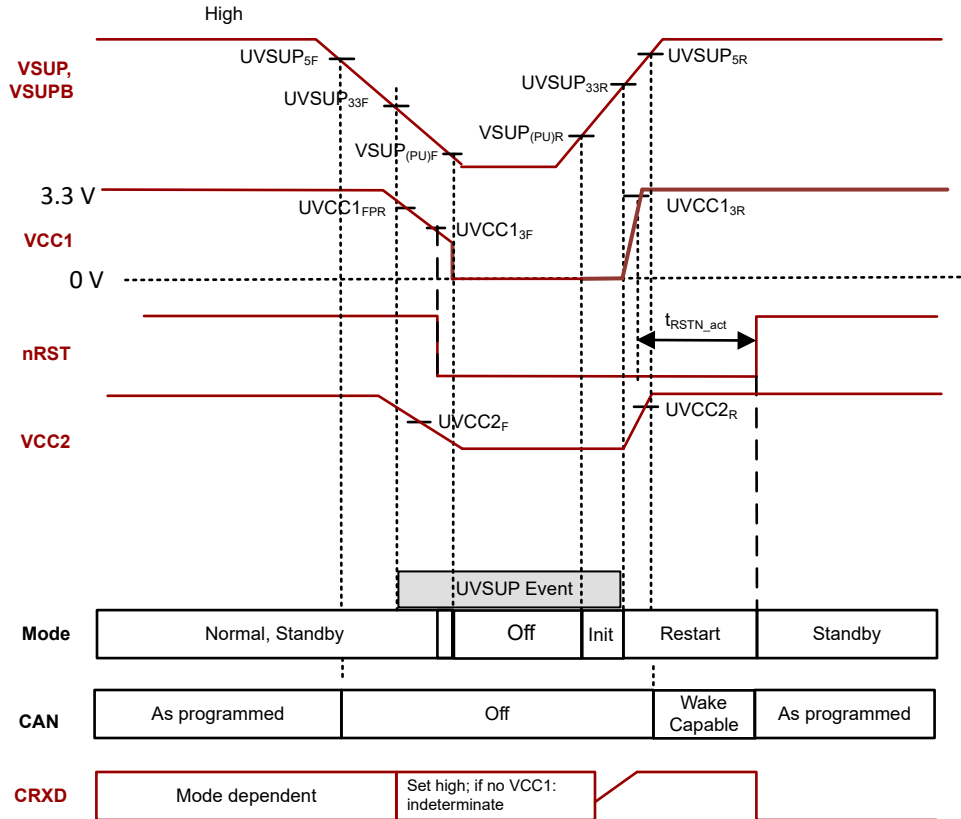 High
VSUP,
VSUPB
UVSUP5F
UVSUP5R
UVSUP33F
UVSUP33R
VSUP(PU)F
VSUP(PU)R
3.3 V
UVCC1FPR
UVCC13R
VCC1
UVCC13F
0 V
nRST
tRSTN_act
VCC2
UVCC2F
UVCC2R
UVSUP Event
Mode
Normal, Standby
Off
Init
Restart
Standby
CAN
As programmed
Off
Wake
Capable
As programmed
CRXD
Mode dependent
Set high; if no VCC1:
indeterminate